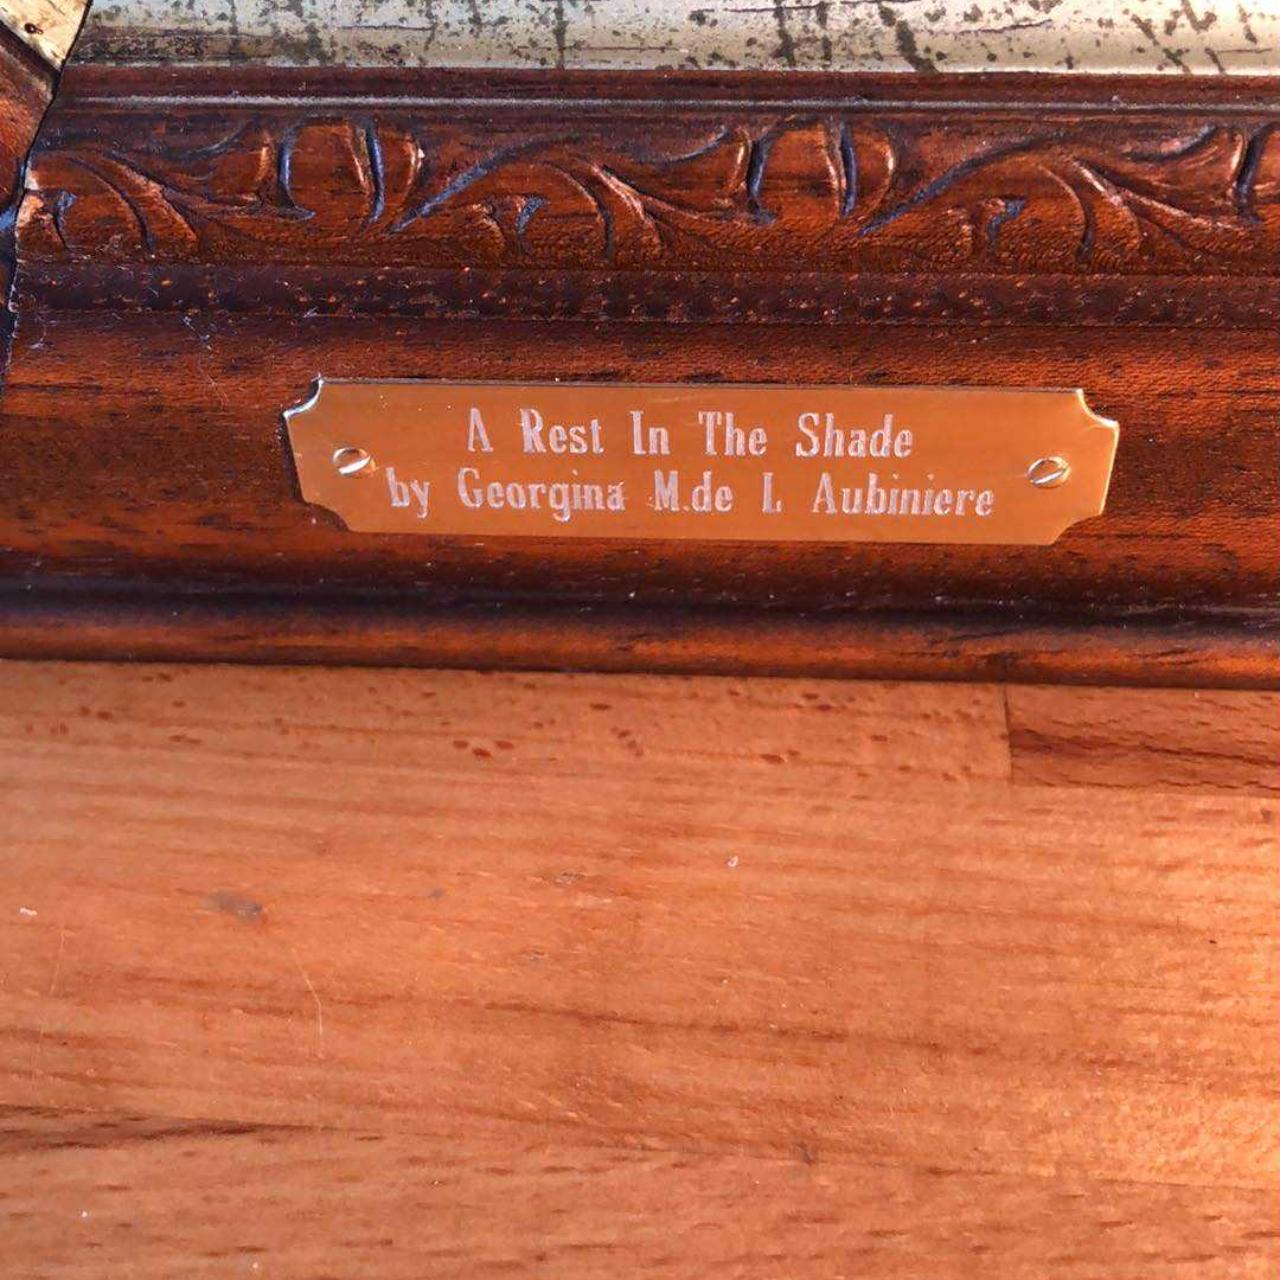 A Rest In The Shade
by Georgina M.de L Aubiniere